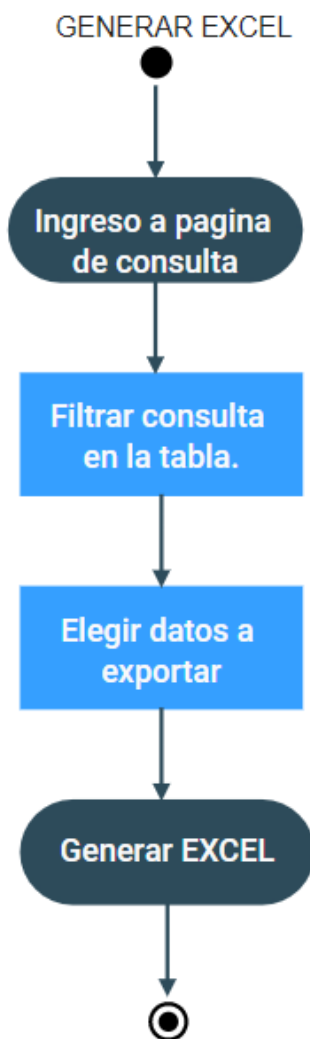 GENERAR EXCEL
Ingreso a pagina
de consulta
Filtrar consulta
en la tabla.
Elegir datos a
exportar
Generar EXCEL